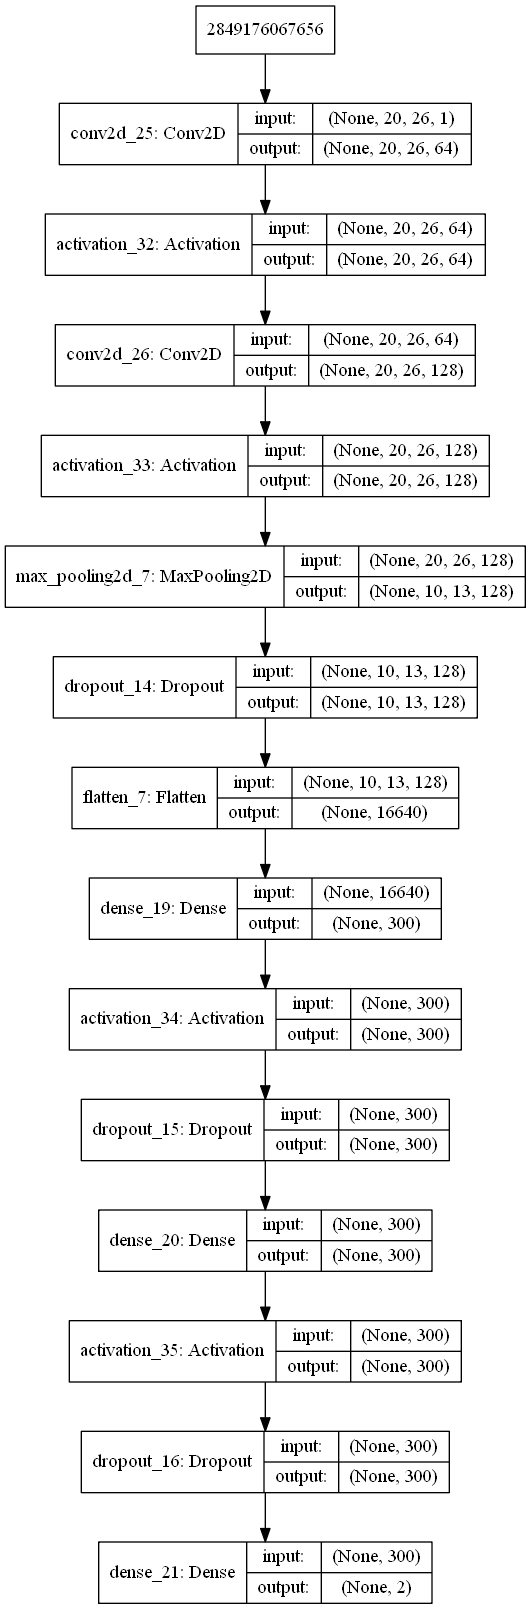 2849176067656
conv2d_25: Conv2D
input:
(None, 20, 26, 1)
output:
(None, 20, 26, 64)
activation_32: Activation
input:
(None, 20, 26, 64)
output:
(None, 20, 26, 64)
conv2d_26: Conv2D
input:
(None, 20, 26, 64)
output:
(None, 20, 26, 128)
activation_33: Activation
input:
(None, 20, 26, 128)
output:
(None, 20, 26, 128)
max_pooling2d_7: MaxPooling2D
input:
(None, 20, 26, 128)
output:
(None, 10, 13, 128)
dropout_14: Dropout
input:
(None, 10, 13, 128)
output:
(None, 10, 13, 128)
flatten_7: Flatten
input:
(None, 10, 13, 128)
output:
(None, 16640)
dense_19: Dense
input:
(None, 16640)
output:
(None, 300)
activation_34: Activation
input:
(None, 300)
output:
(None, 300)
dropout_15: Dropout
input:
(None, 300)
output:
(None, 300)
dense_20: Dense
input:
(None, 300)
output:
(None, 300)
activation_35: Activation
input:
(None, 300)
output:
(None, 300)
dropout_16: Dropout
input:
(None, 300)
output:
(None, 300)
dense_21: Dense
input:
(None, 300)
output:
(None, 2)